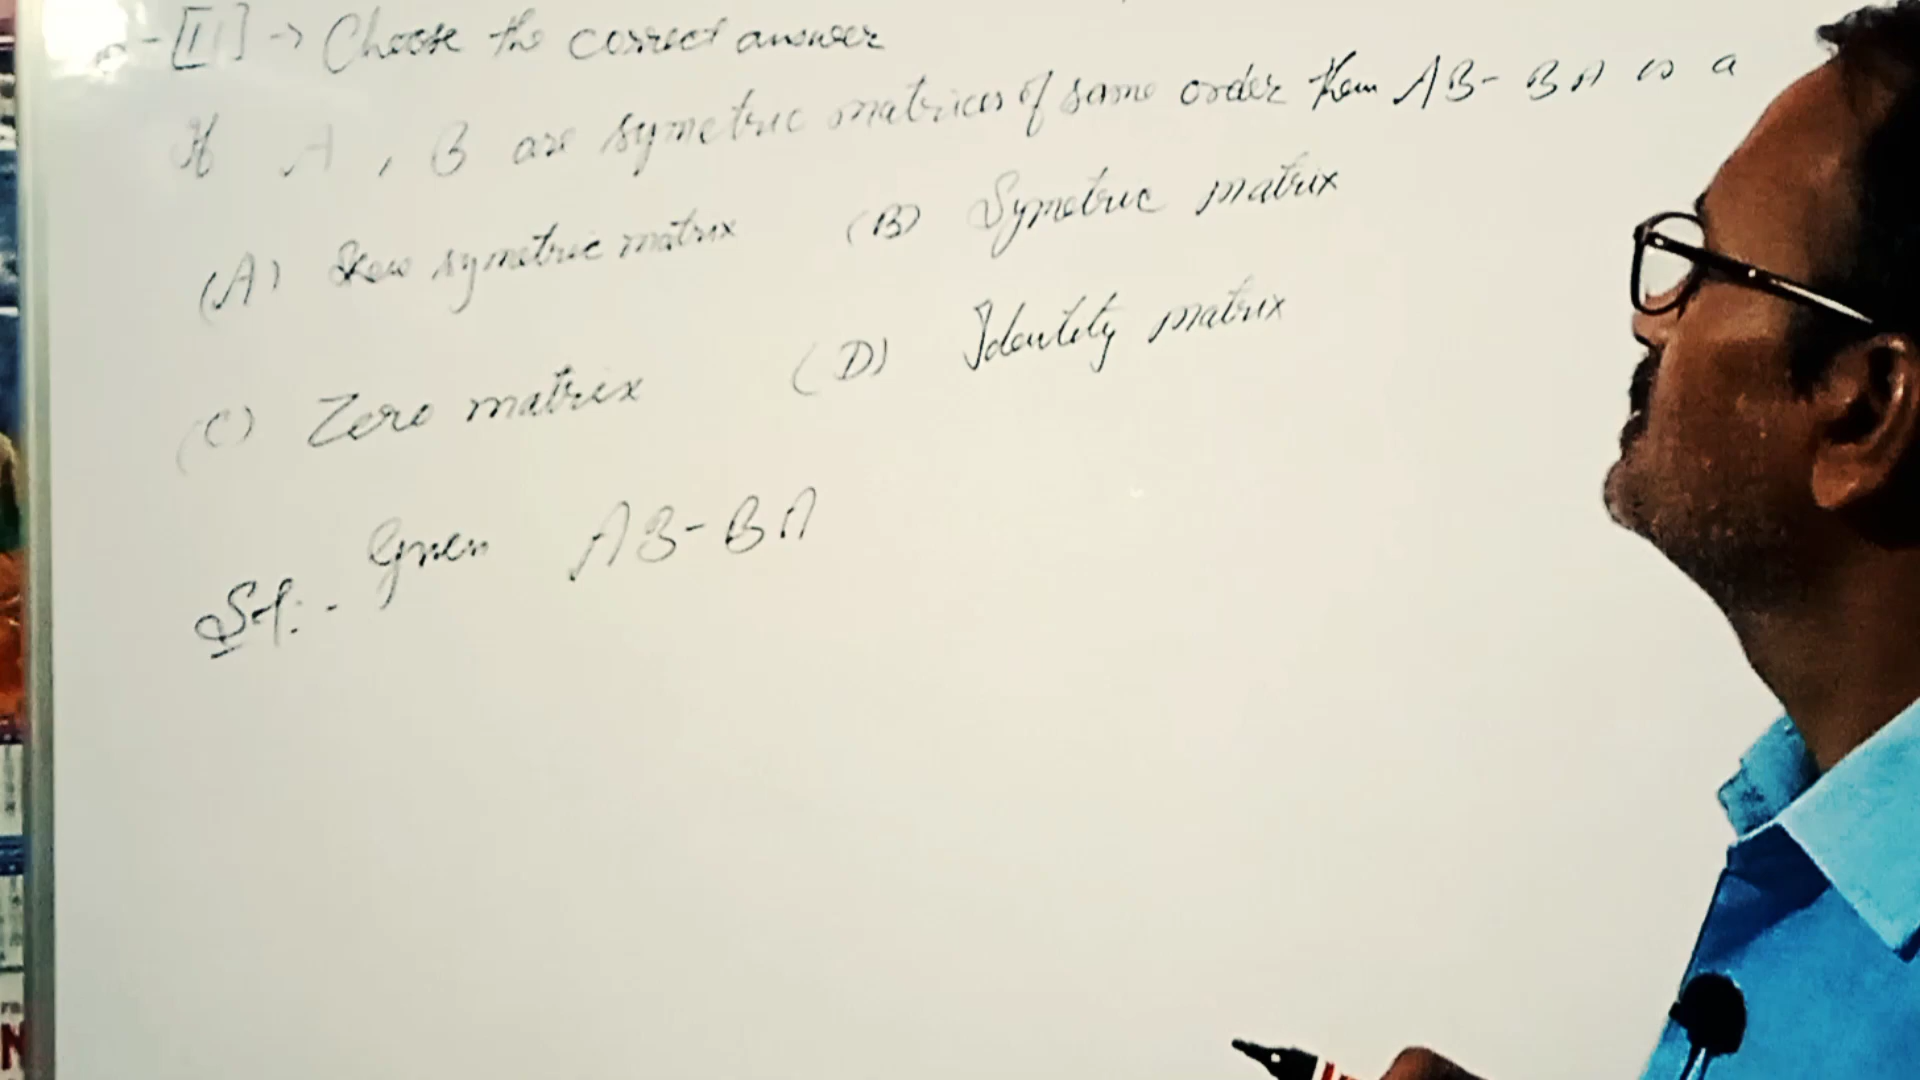 -[11] → Choose the correct answer
If A, B are symetric matrices of same order then AB- BA is a
(A) Skew symetric matrix (B) Symetric matrix
(C) Zero matrix (D) Identity matrix
Sol:- Given AB-BA